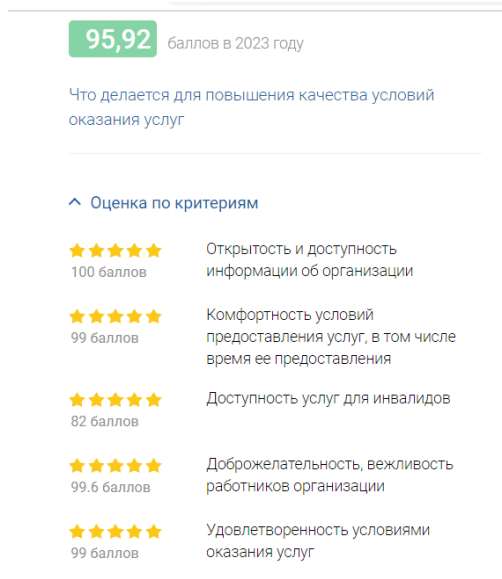 95,92 баллов в 2023 году
Что делается для повышения качества условий
оказания услуг
Оценка по критериям
100 баллов
Открытость и доступность
информации об организации
99 баллов
Комфортность условий
предоставления услуг, в том числе
время ее предоставления
82 баллов
Доступность услуг для инвалидов
99.6 баллов
Доброжелательность, вежливость
работников организации
99 баллов
Удовлетворенность условиями
оказания услуг